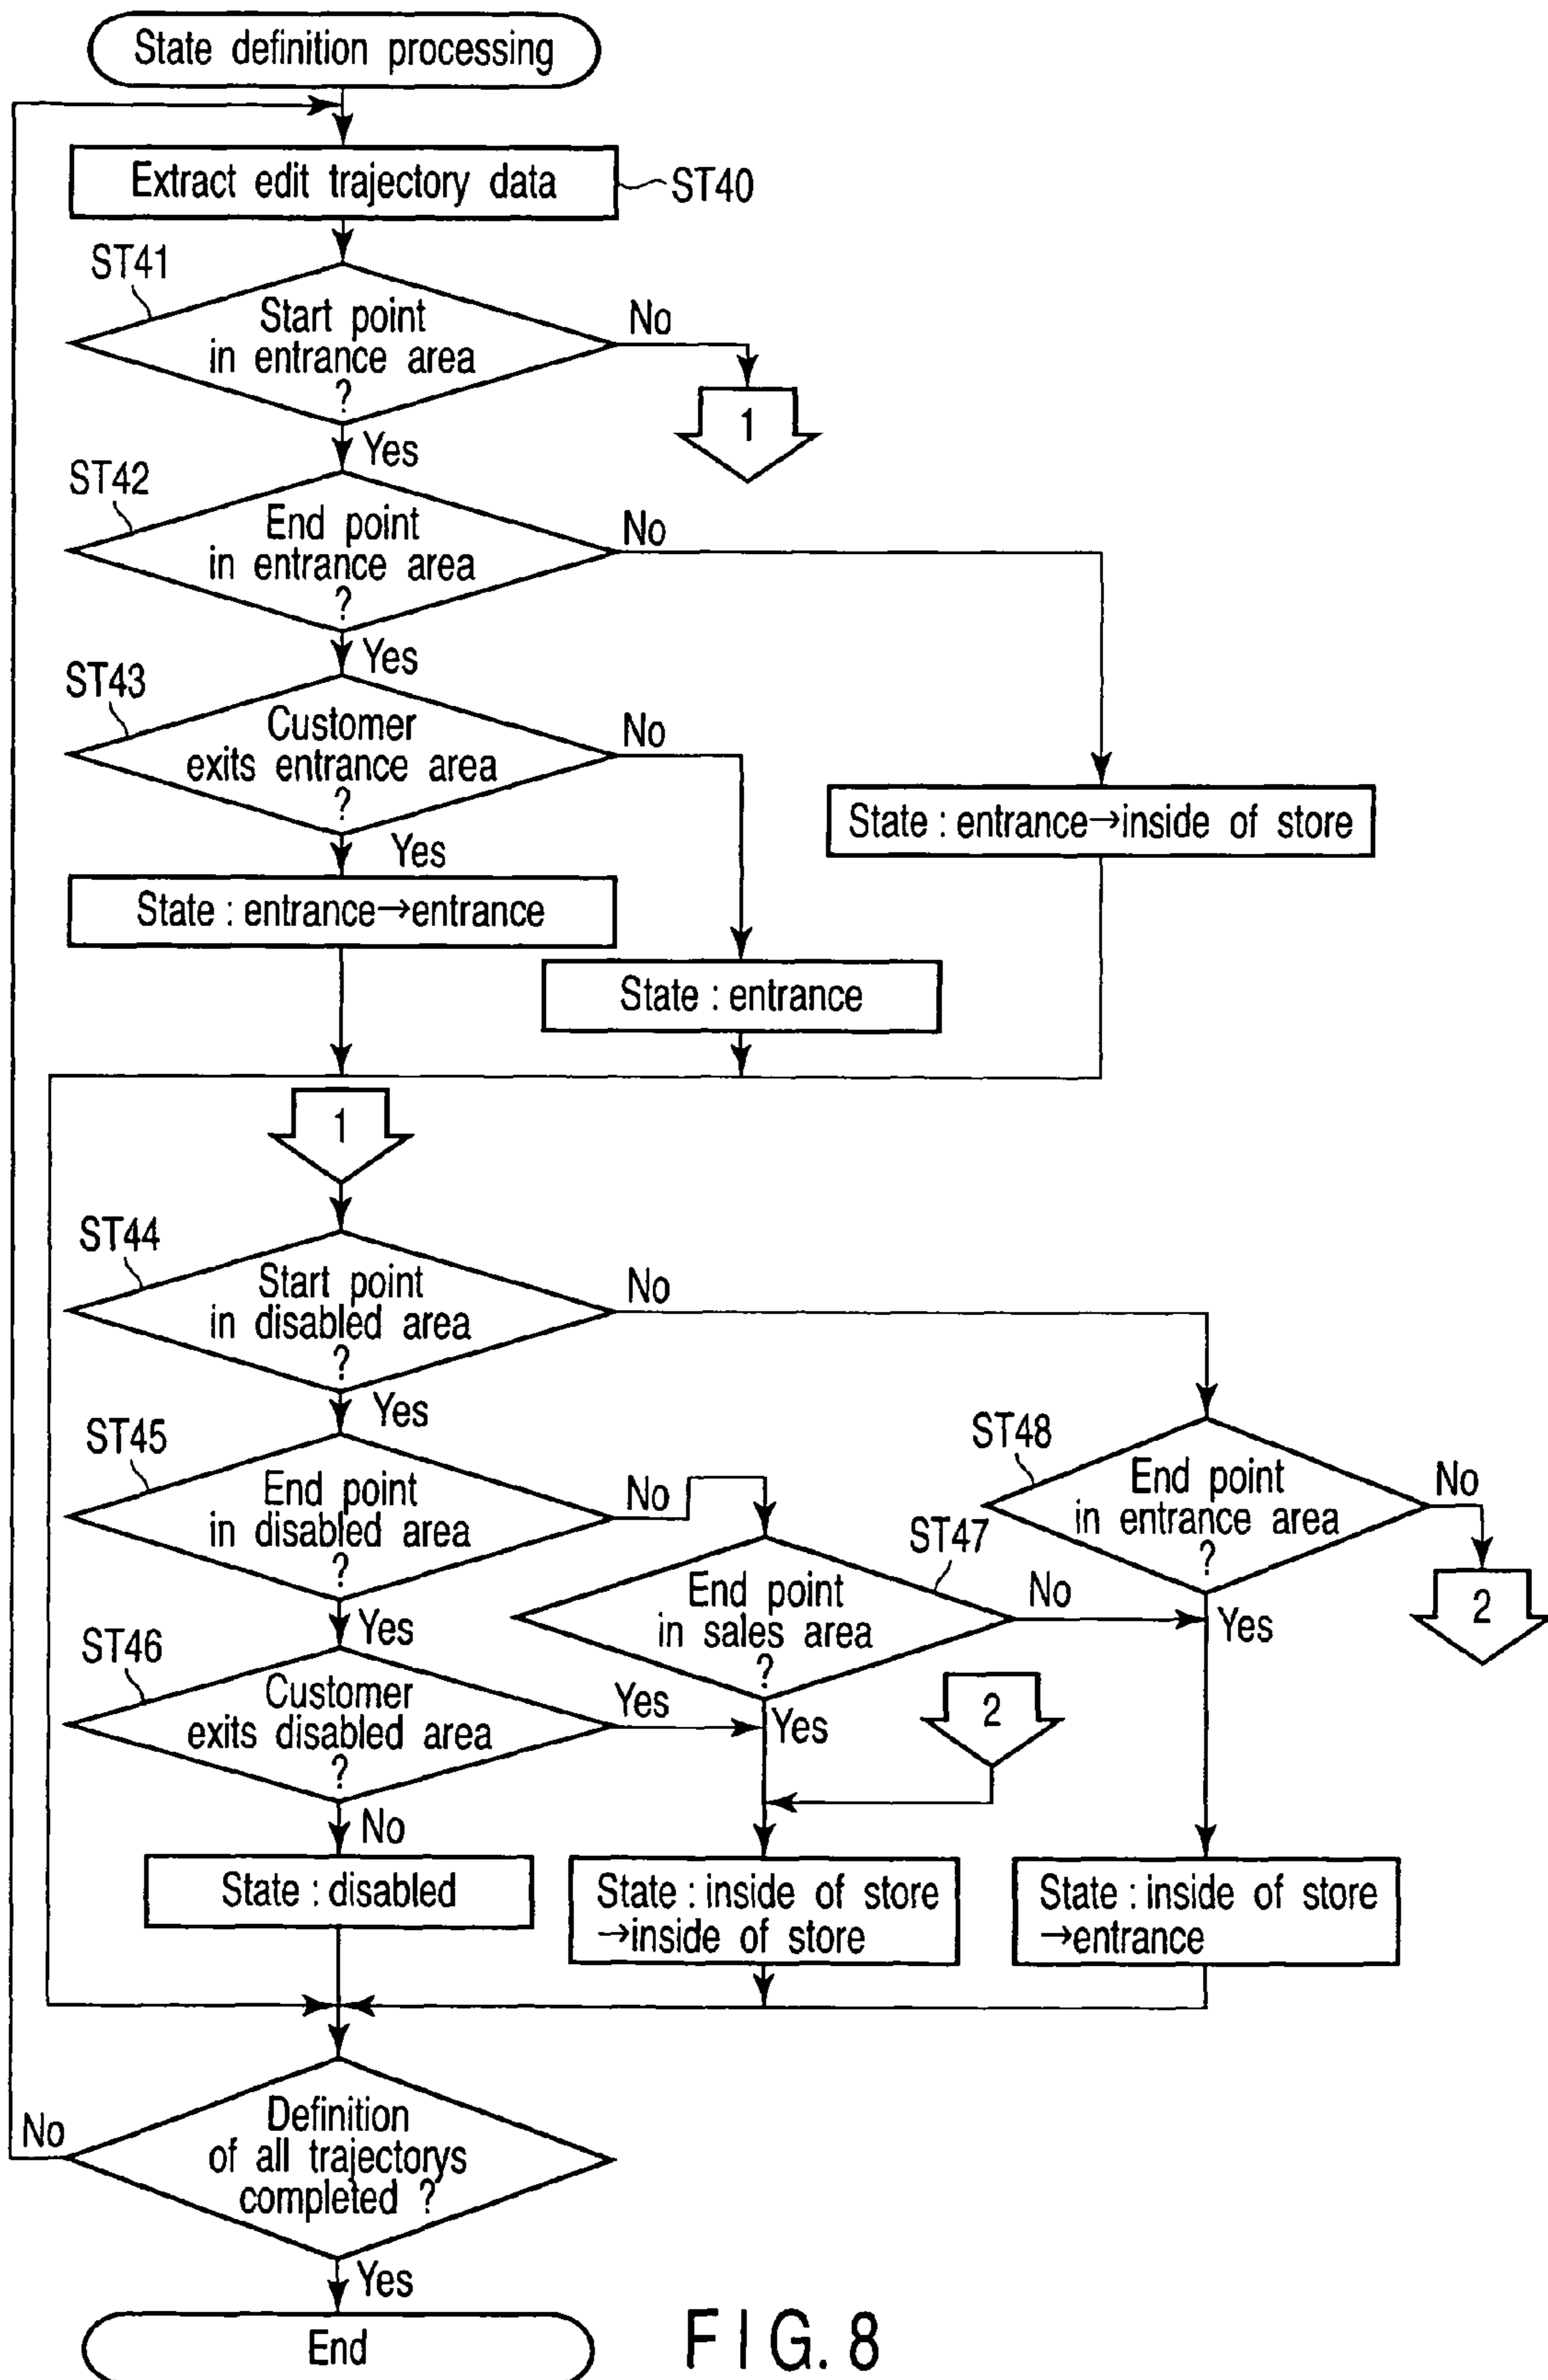 State definition processing
Extract edit trajectory data
ST40
ST41
Start point
in entrance area
?
No
1
Yes
ST42
End point
in entrance area
?
No
Yes
ST43
Customer
exits entrance area
?
No
State : entrance→inside of store
Yes
State : entrance→entrance
State : entrance
1
ST44
Start point
in disabled area
?
No
Yes
ST45
End point
in disabled area
?
No
ST48
End point
in entrance area
?
No
2
Yes
ST47
End point
in sales area
?
No
Yes
Yes
ST46
Customer
exits disabled area
?
Yes
2
No
State : disabled
State : inside of store
→inside of store
State : inside of store
→entrance
Definition
of all trajectorys
completed ?
No
Yes
End
FIG. 8